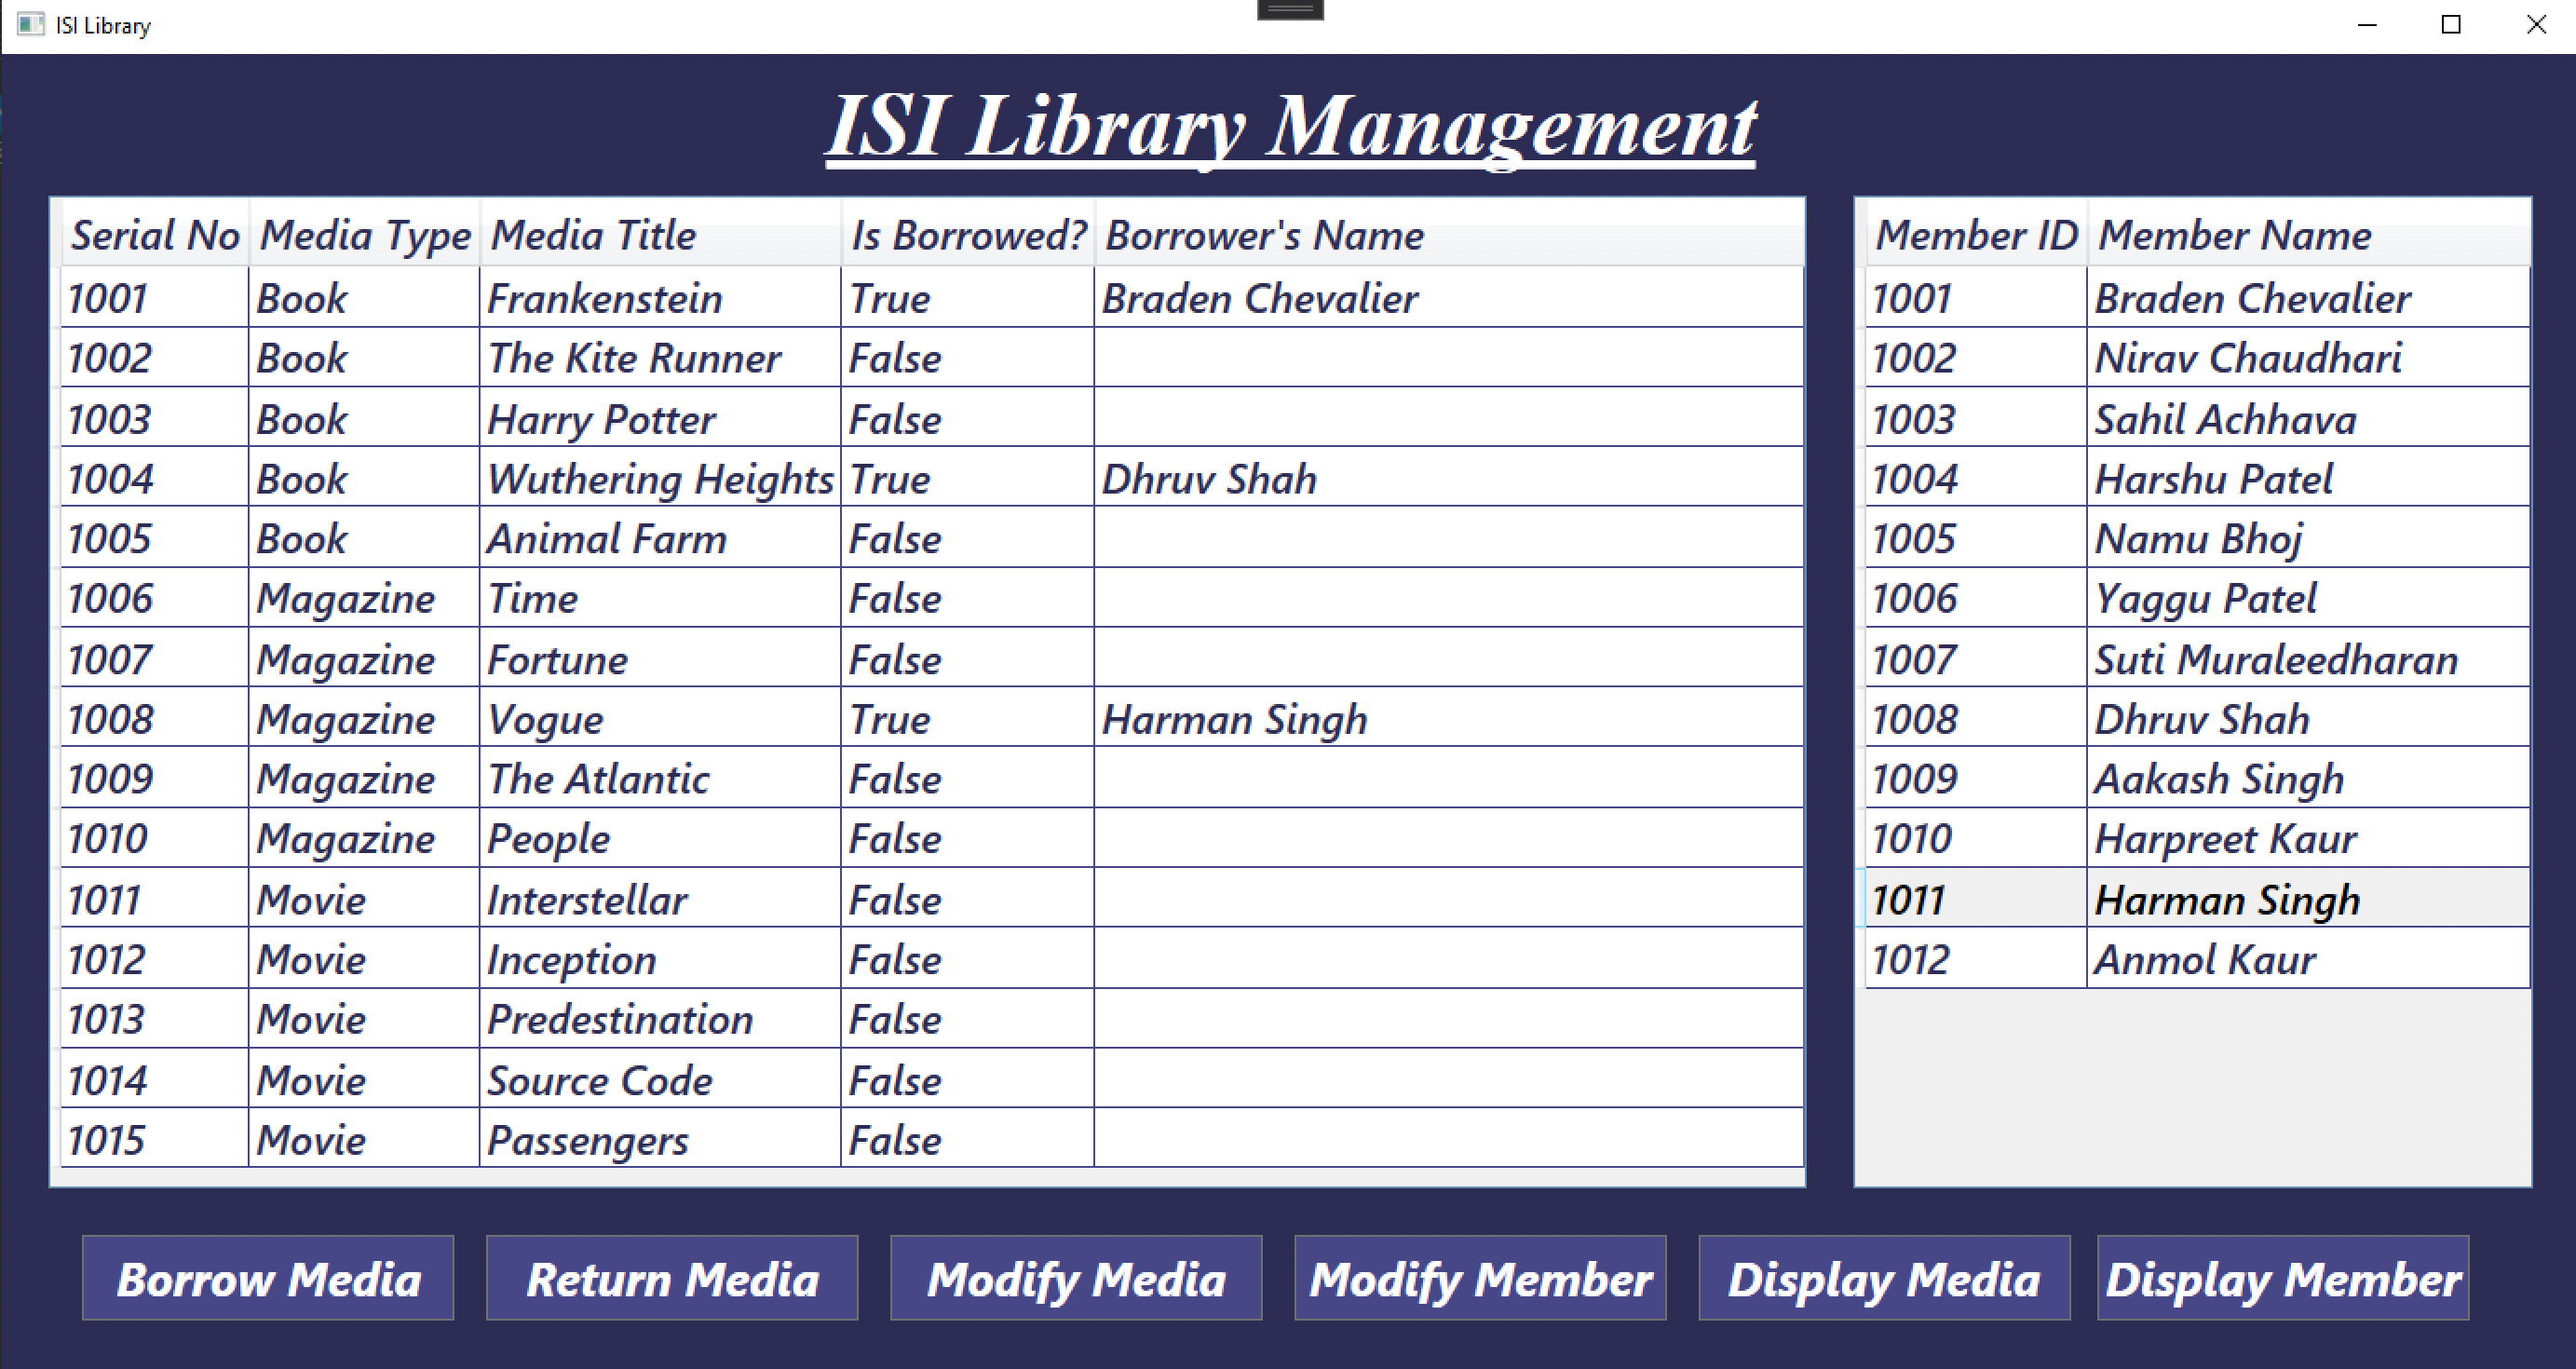 ISI Library
ISI Library Management
Serial No Media Type Media Title Is Borrowed? Borrower's Name
1001 Book Frankenstein True Braden Chevalier
1002 Book The Kite Runner False
1003 Book Harry Potter False
1004 Book Wuthering Heights True Dhruv Shah
1005 Book Animal Farm False
1006 Magazine Time False
1007 Magazine Fortune False
1008 Magazine Vogue True Harman Singh
1009 Magazine The Atlantic False
1010 Magazine People False
1011 Movie Interstellar False
1012 Movie Inception False
1013 Movie Predestination False
1014 Movie Source Code False
1015 Movie Passengers False
Member ID Member Name
1001 Braden Chevalier
1002 Nirav Chaudhari
1003 Sahil Achhava
1004 Harshu Patel
1005 Namu Bhoj
1006 Yaggu Patel
1007 Suti Muraleedharan
1008 Dhruv Shah
1009 Aakash Singh
1010 Harpreet Kaur
1011 Harman Singh
1012 Anmol Kaur
Borrow Media Return Media Modify Media Modify Member Display Media Display Member